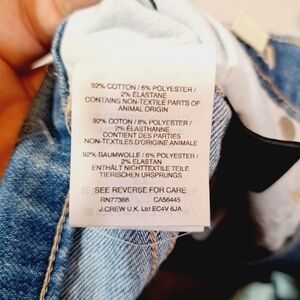 92% COTTON / 6% POLYESTER /
2% ELASTANE
CONTAINS NON-TEXTILE PARTS OF
ANIMAL ORIGIN
92% COTON / 6% POLYESTER /
2% ÉLASTHANNE
CONTIENT DES PARTIES
NON-TEXTILES D'ORIGINE ANIMALE
92% BAUMWOLLE / 6% POLYESTER /
2% ELASTAN
ENTHÄLT NICHTTEXTILE TEILE
TIERISCHEN URSPRUNGS
SEE REVERSE FOR CARE
RN77388 CA56445
J.CREW U.K. Ltd EC4V 6JA